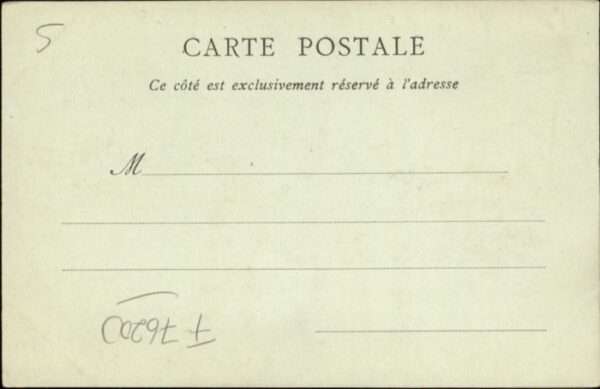 5
CARTE POSTALE
Ce côté est exclusivement réservé à l'adresse
M